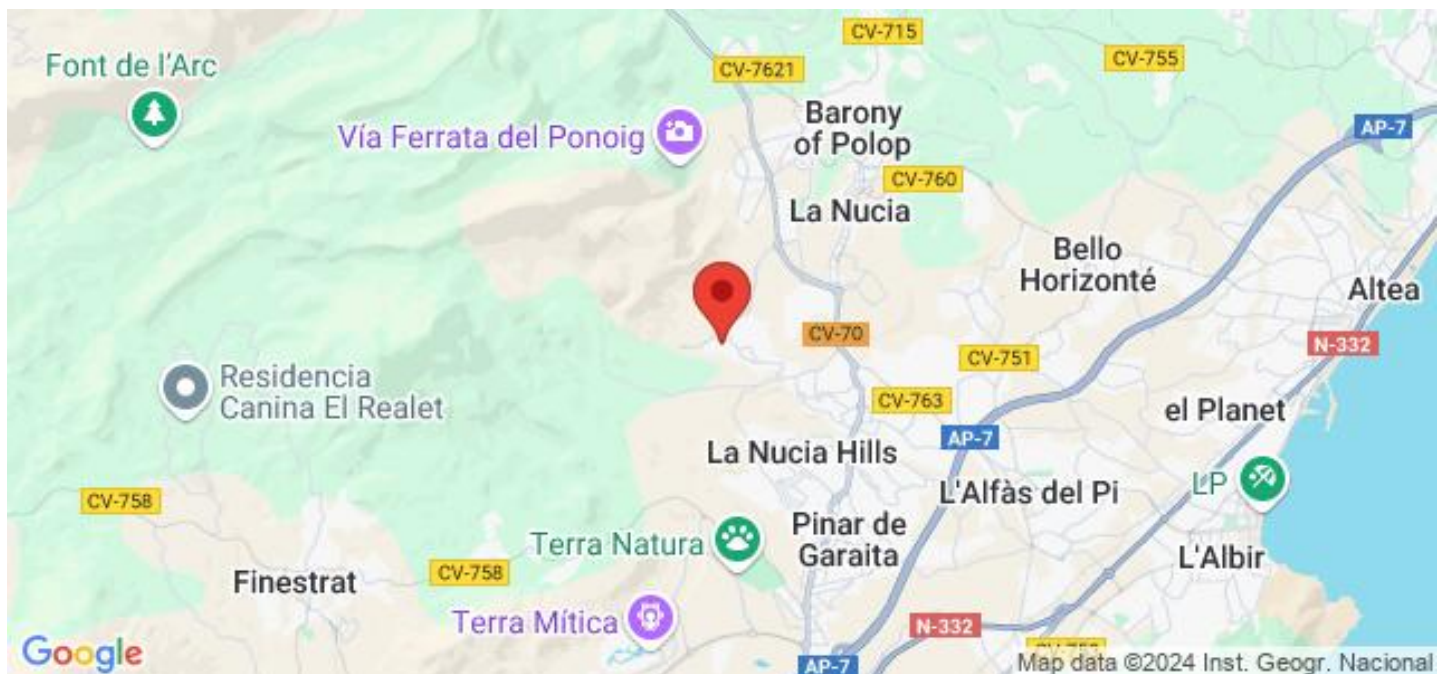 CV-715
CV-755
Font de l'Arc
CV-7621
Barony
of Polop
AP-7
Vía Ferrata del Ponoig
CV-760
La Nucia
Bello
Horizonté
Altea
CV-70
N-332
CV-751
Residencia
Canina El Realet
CV-763
el Planet
AP-7
La Nucia Hills
LP
L'Alfàs del Pi
CV-758
Pinar de
Garaita
Terra Natura
L'Albir
CV-758
Finestrat
Terra Mítica
N-332
Google
AP-7
Map data ©2024 Inst. Geogr. Nacional